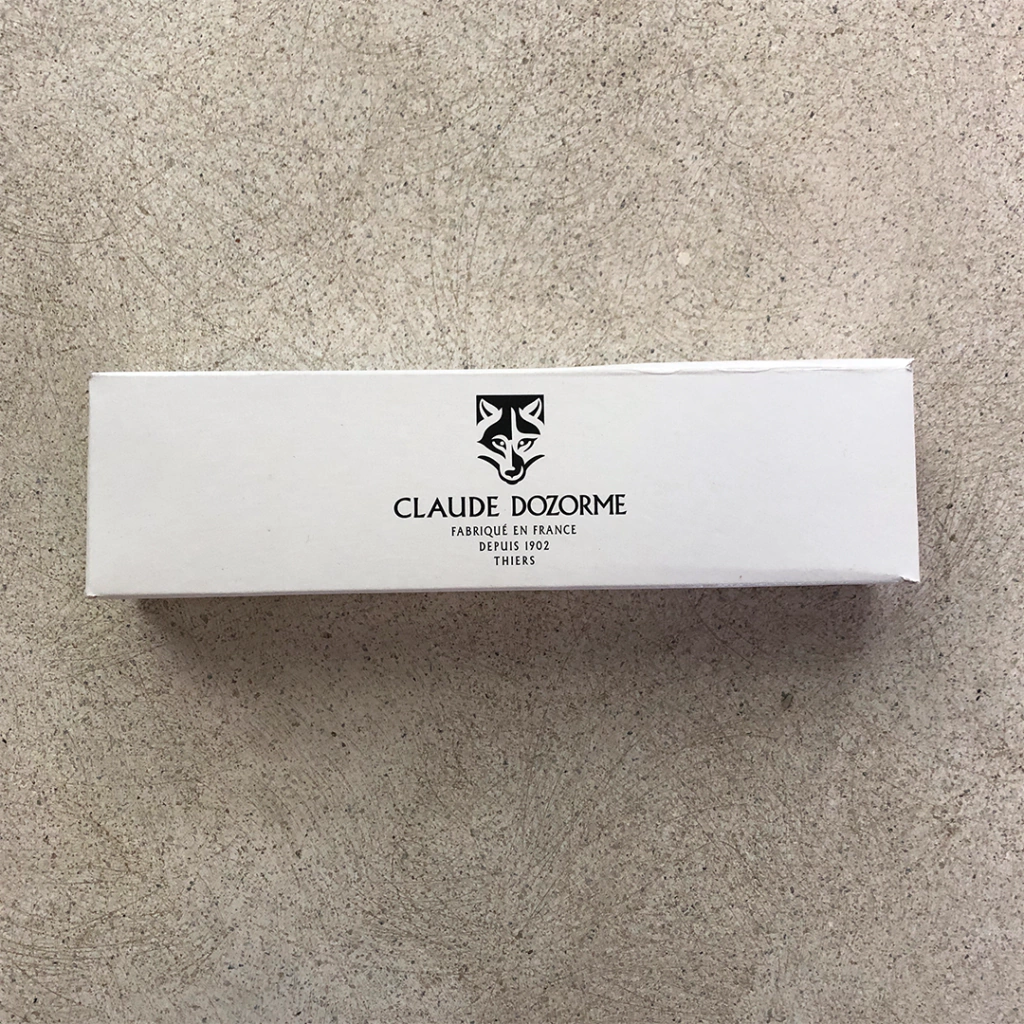 CLAUDE DOZORME
FABRIQUÉ EN FRANCE
DEPUIS 1902
THIERS